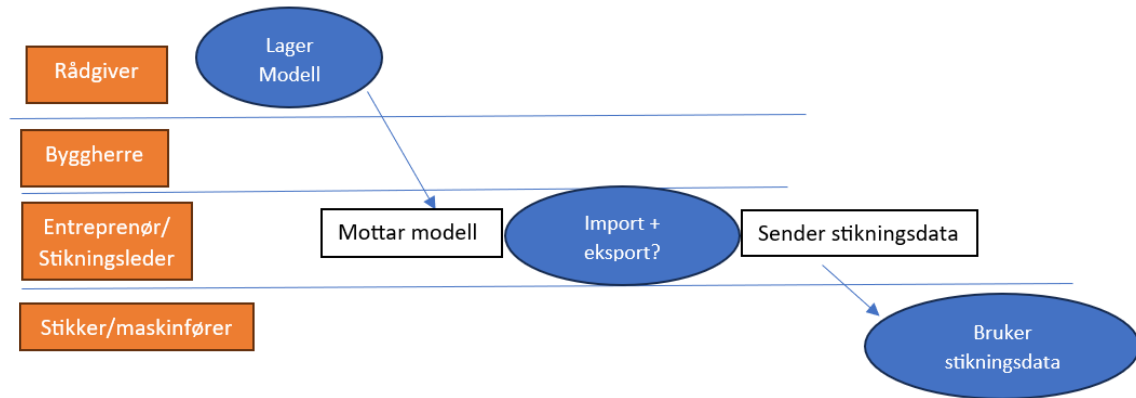 Rådgiver
Lager
Modell
Byggherre
Entreprenør/
Stikningsleder
Mottar modell
Import +
eksport?
Sender stikningsdata
Stikker/maskinfører
Bruker
stikningsdata